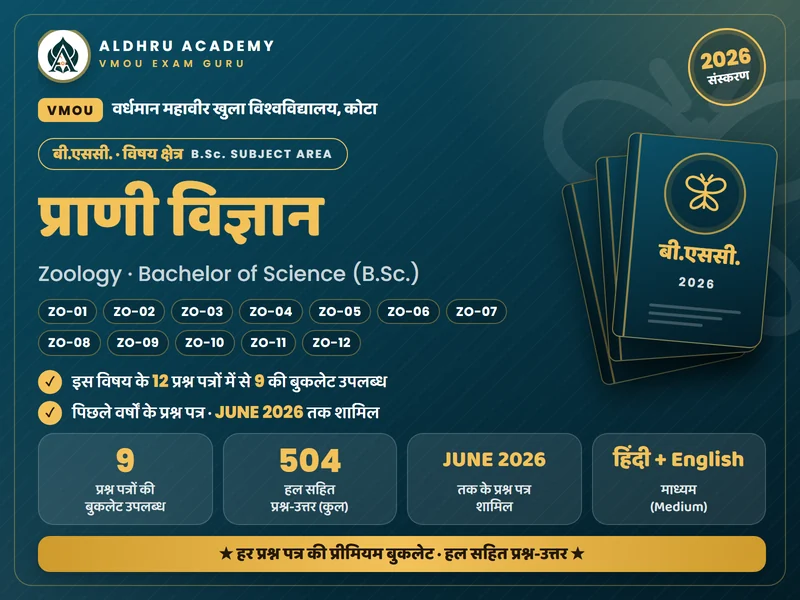 ALDHRU ACADEMY
VMOU EXAM GURU
2026
संस्करण
VMOU वर्धमान महावीर खुला विश्वविद्यालय, कोटा
बी.एससी. · विषय क्षेत्र B.Sc. SUBJECT AREA
प्राणी विज्ञान
Zoology · Bachelor of Science (B.Sc.)
ZO-01 ZO-02 ZO-03 ZO-04 ZO-05 ZO-06 ZO-07
ZO-08 ZO-09 ZO-10 ZO-11 ZO-12
बी.एससी.
2026
✓ इस विषय के 12 प्रश्न पत्रों में से 9 की बुकलेट उपलब्ध
✓ पिछले वर्षों के प्रश्न पत्र · JUNE 2026 तक शामिल
9
प्रश्न पत्रों की
बुकलेट उपलब्ध
504
हल सहित
प्रश्न-उत्तर (कुल)
JUNE 2026
तक के प्रश्न पत्र
शामिल
हिंदी + English
माध्यम
(Medium)
★ हर प्रश्न पत्र की प्रीमियम बुकलेट · हल सहित प्रश्न-उत्तर ★